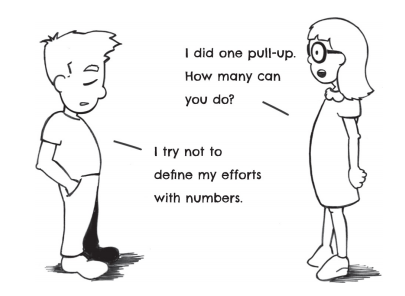 I did one pull-up.
How many can
you do?
I try not to
define my efforts
with numbers.